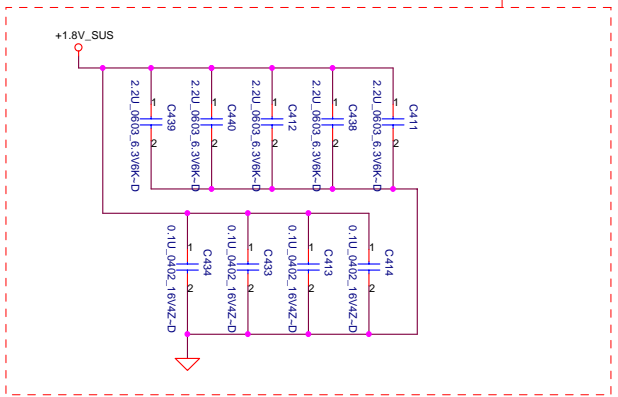 +1.8V_SUS
1
2
C439
2.2U_0603_6.3V6K~D
1
2
C440
2.2U_0603_6.3V6K~D
1
2
C412
2.2U_0603_6.3V6K~D
1
2
C438
2.2U_0603_6.3V6K~D
1
2
C411
2.2U_0603_6.3V6K~D
1
2
C434
0.1U_0402_16V4Z~D
1
2
C433
0.1U_0402_16V4Z~D
1
2
C413
0.1U_0402_16V4Z~D
1
2
C414
0.1U_0402_16V4Z~D